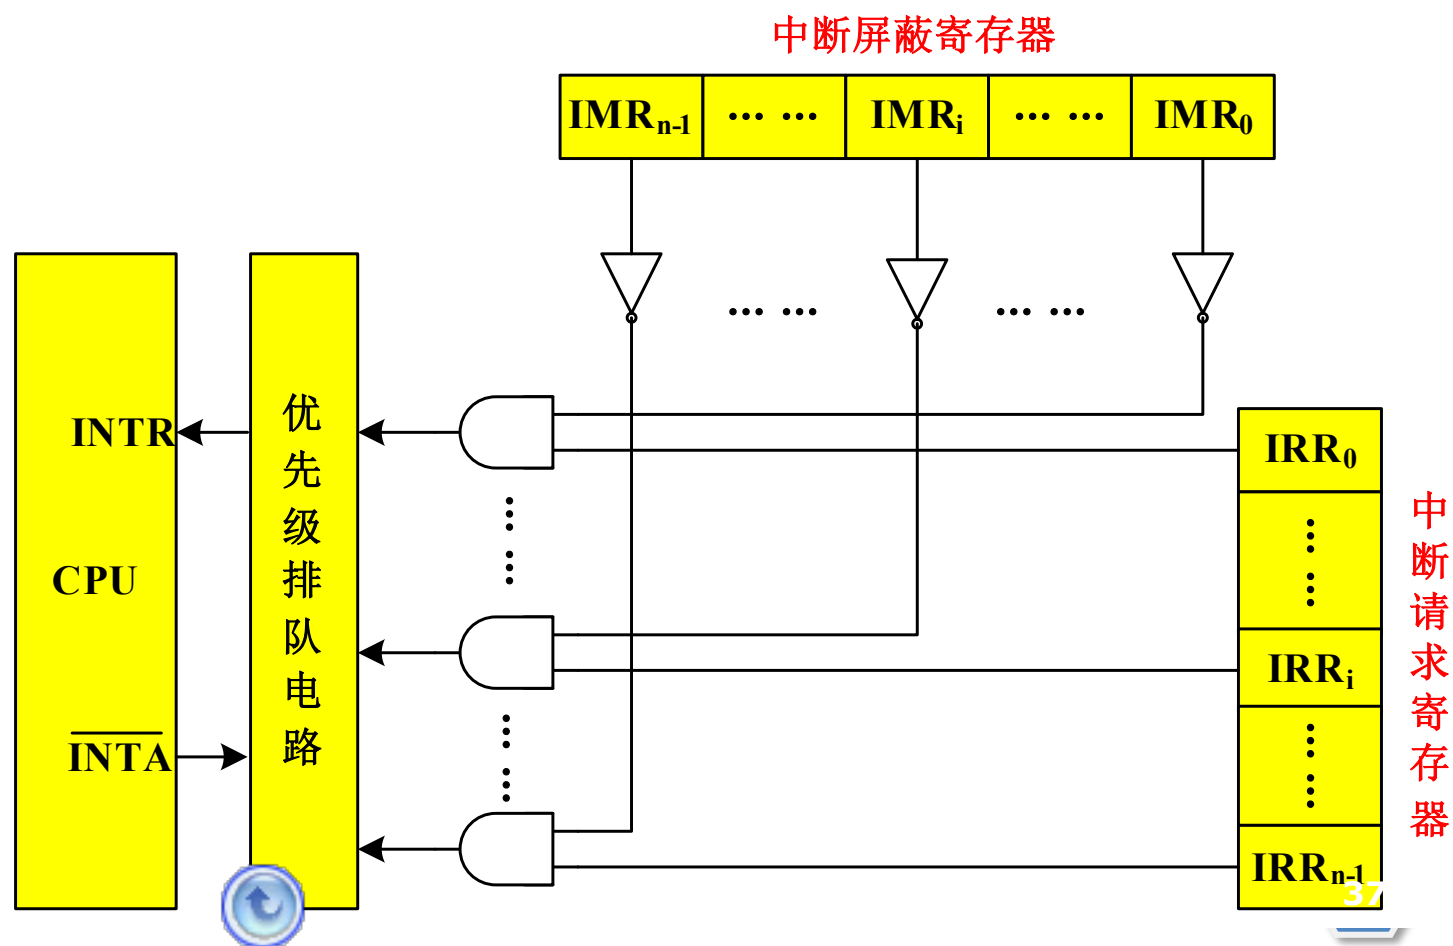 中断屏蔽寄存器
IMRn-1 … … IMRi … … IMR0
… … … …
INTR
CPU
INTA
优先级排队电路
IRR0
… …
IRRi
… …
IRRn-1
中断请求寄存器
37